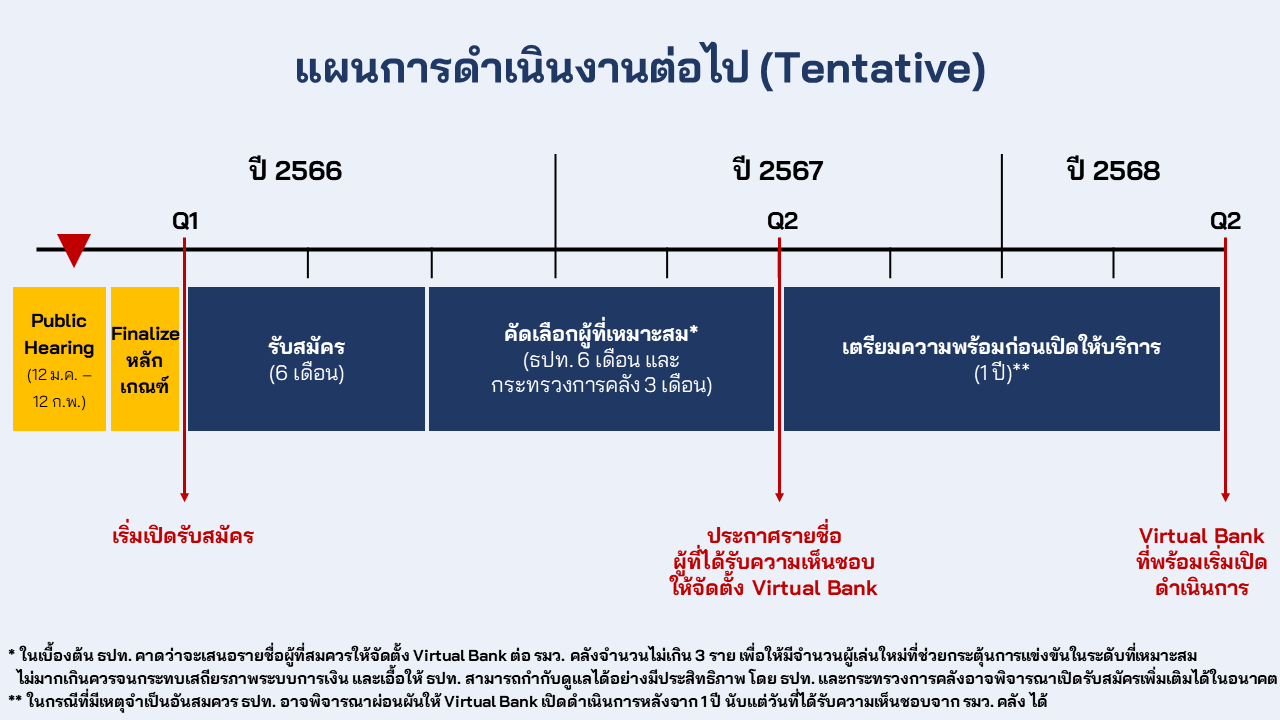 แผนการดำเนินงานต่อไป (Tentative)
ปี 2566
ปี 2567
ปี 2568
Q1
Q2
Q2
Public
Hearing
(12 ม.ค. –
12 ก.พ.)
Finalize
หลัก
เกณฑ์
รับสมัคร
(6 เดือน)
คัดเลือกผู้ที่เหมาะสม*
(ธปท. 6 เดือน และ
กระทรวงการคลัง 3 เดือน)
เตรียมความพร้อมก่อนเปิดให้บริการ
(1 ปี)**
เริ่มเปิดรับสมัคร
ประกาศรายชื่อ
ผู้ที่ได้รับความเห็นชอบ
ให้จัดตั้ง Virtual Bank
Virtual Bank
ที่พร้อมเริ่มเปิด
ดำเนินการ
* ในเบื้องต้น ธปท. คาดว่าจะเสนอรายชื่อผู้ที่สมควรให้จัดตั้ง Virtual Bank ต่อ รมว. คลังจำนวนไม่เกิน 3 ราย เพื่อให้มีจำนวนผู้เล่นใหม่ที่ช่วยกระตุ้นการแข่งขันในระดับที่เหมาะสม
ไม่มากเกินควรจนกระทบเสถียรภาพระบบการเงิน และเอื้อให้ ธปท. สามารถกำกับดูแลได้อย่างมีประสิทธิภาพ โดย ธปท. และกระทรวงการคลังอาจพิจารณาเปิดรับสมัครเพิ่มเติมได้ในอนาคต
** ในกรณีที่มีเหตุจำเป็นอันสมควร ธปท. อาจพิจารณาผ่อนผันให้ Virtual Bank เปิดดำเนินการหลังจาก 1 ปี นับแต่วันที่ได้รับความเห็นชอบจาก รมว. คลัง ได้